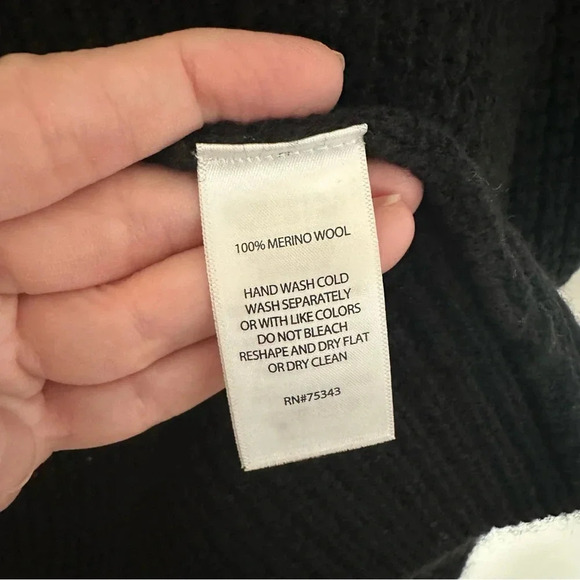 100% MERINO WOOL
HAND WASH COLD
WASH SEPARATELY
OR WITH LIKE COLORS
DO NOT BLEACH
RESHAPE AND DRY FLAT
OR DRY CLEAN
RN#75343